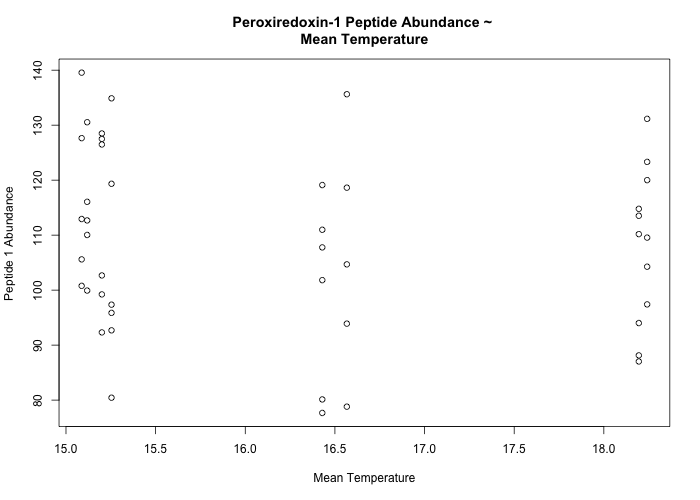 Peroxiredoxin-1 Peptide Abundance ~
Mean Temperature
Peptide 1 Abundance
140
130
120
110
100
90
80
15.0 15.5 16.0 16.5 17.0 17.5 18.0
Mean Temperature